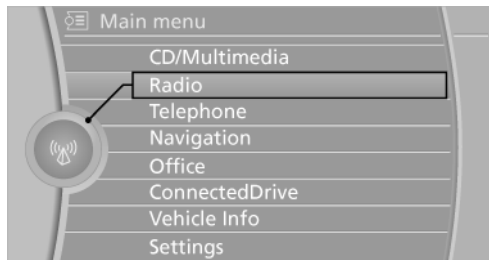 Main menu
CD/Multimedia
Radio
Telephone
Navigation
Office
ConnectedDrive
Vehicle Info
Settings